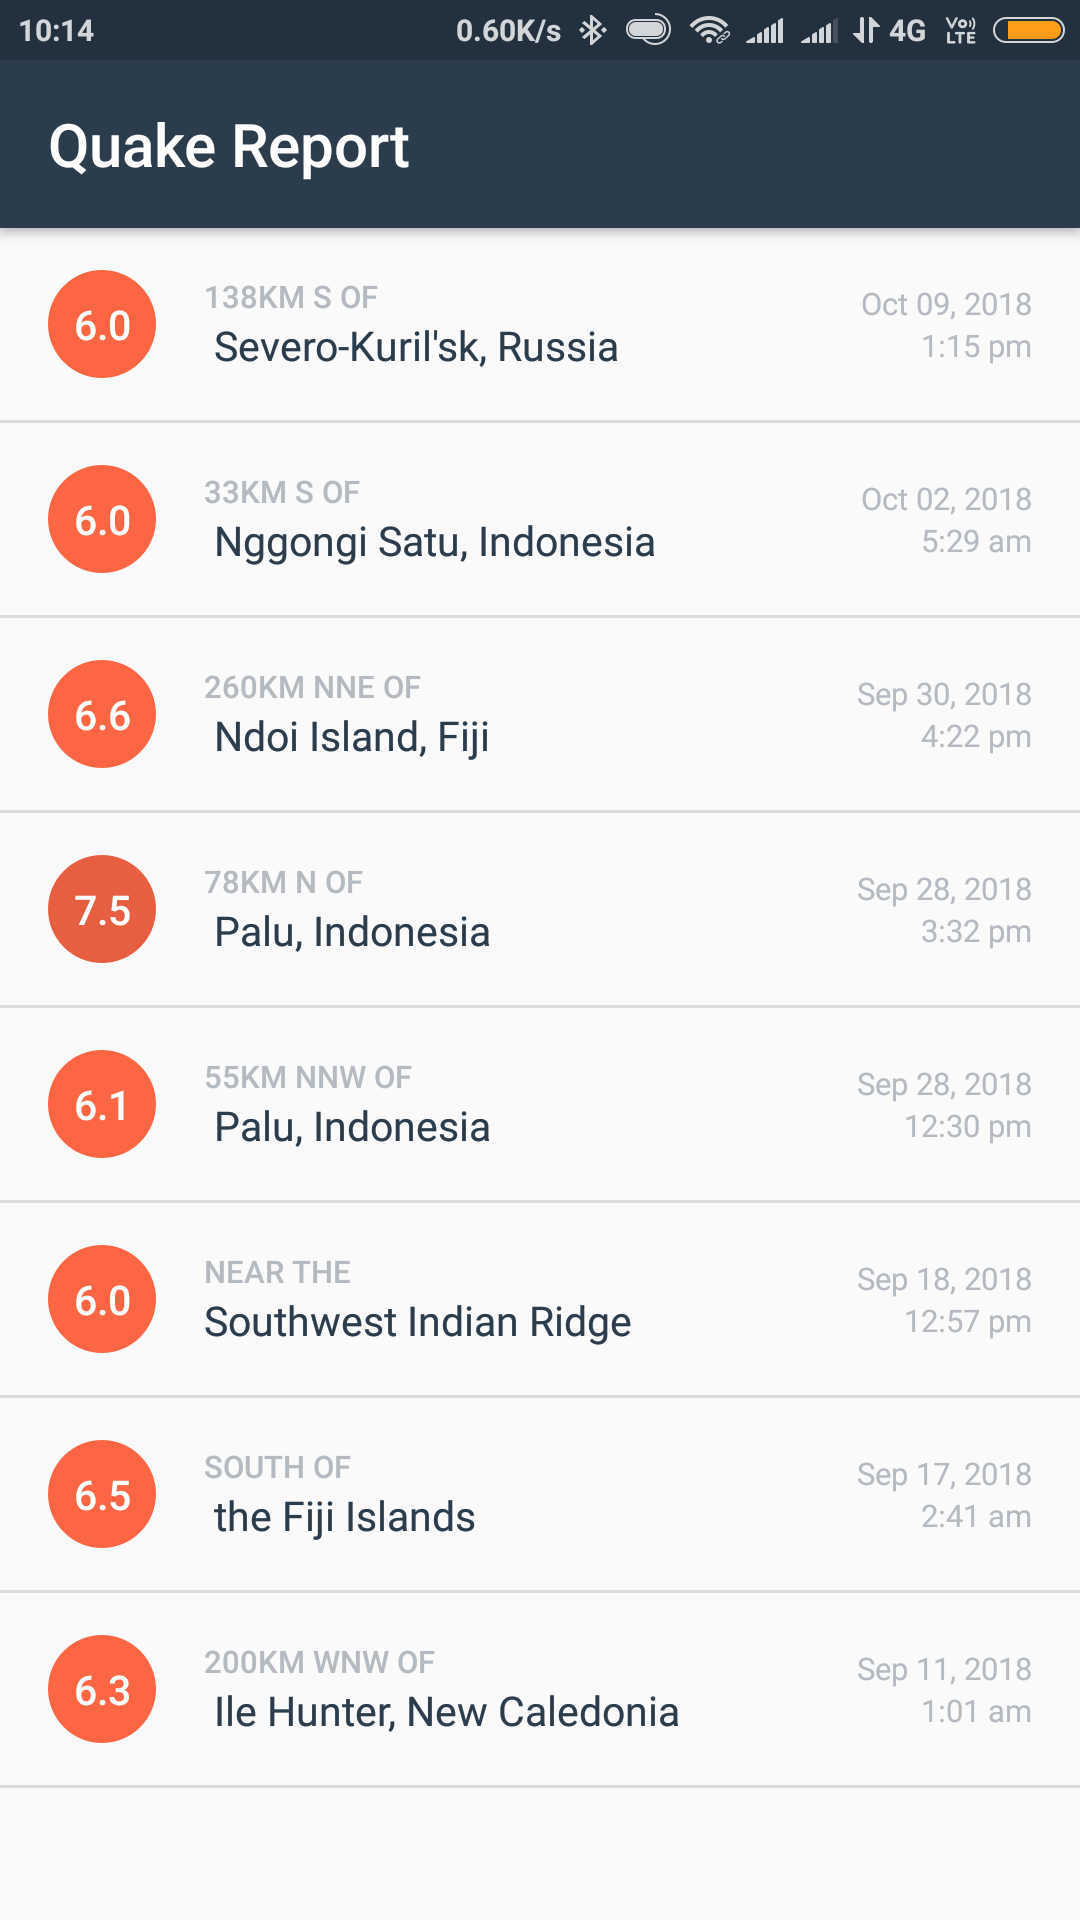 10:14 0.60K/s 4G VoLTE
Quake Report
6.0
138KM S OF
Severo-Kuril'sk, Russia
Oct 09, 2018
1:15 pm
6.0
33KM S OF
Nggongi Satu, Indonesia
Oct 02, 2018
5:29 am
6.6
260KM NNE OF
Ndoi Island, Fiji
Sep 30, 2018
4:22 pm
7.5
78KM N OF
Palu, Indonesia
Sep 28, 2018
3:32 pm
6.1
55KM NNW OF
Palu, Indonesia
Sep 28, 2018
12:30 pm
6.0
NEAR THE
Southwest Indian Ridge
Sep 18, 2018
12:57 pm
6.5
SOUTH OF
the Fiji Islands
Sep 17, 2018
2:41 am
6.3
200KM WNW OF
Ile Hunter, New Caledonia
Sep 11, 2018
1:01 am